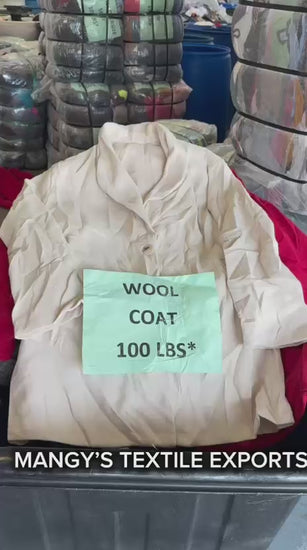 WOOL
COAT
100 LBS*
MANGY'S TEXTILE EXPORTS